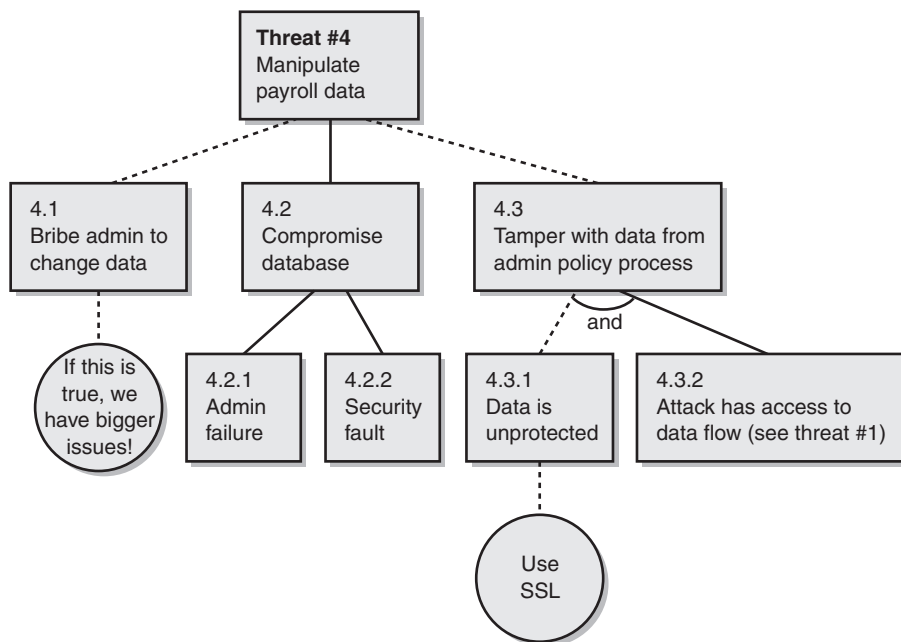 Threat #4
Manipulate
payroll data
4.1
Bribe admin to
change data
4.2
Compromise
database
4.3
Tamper with data from
admin policy process
and
If this is
true, we
have bigger
issues!
4.2.1
Admin
failure
4.2.2
Security
fault
4.3.1
Data is
unprotected
4.3.2
Attack has access to
data flow (see threat #1)
Use
SSL